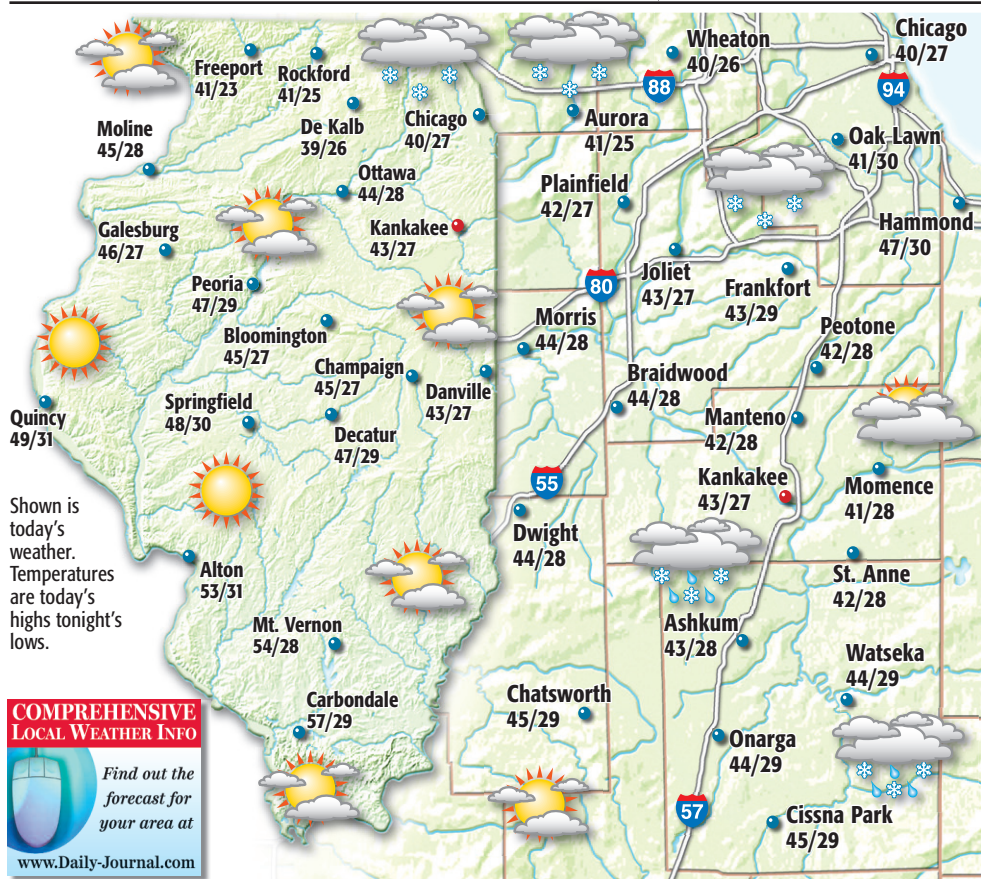 Freeport
41/23
Rockford
41/25
De Kalb
39/26
Chicago
40/27
Moline
45/28
Ottawa
44/28
Galesburg
46/27
Kankakee
43/27
Peoria
47/29
Bloomington
45/27
Champaign
45/27
Danville
43/27
Quincy
49/31
Springfield
48/30
Decatur
47/29
Shown is
today's
weather.
Temperatures
are today's
highs tonight's
lows.
Alton
53/31
Mt. Vernon
54/28
Carbondale
57/29
COMPREHENSIVE
LOCAL WEATHER INFO
Find out the
forecast for
your area at
www.Daily-Journal.com
Wheaton
40/26
Chicago
40/27
88
94
Aurora
41/25
Oak Lawn
41/30
Plainfield
42/27
Hammond
47/30
Joliet
43/27
80
Frankfort
43/29
Morris
44/28
Peotone
42/28
Braidwood
44/28
Manteno
42/28
Kankakee
43/27
Momence
41/28
55
Dwight
44/28
St. Anne
42/28
Ashkum
43/28
Watseka
44/29
Chatsworth
45/29
Onarga
44/29
57
Cissna Park
45/29